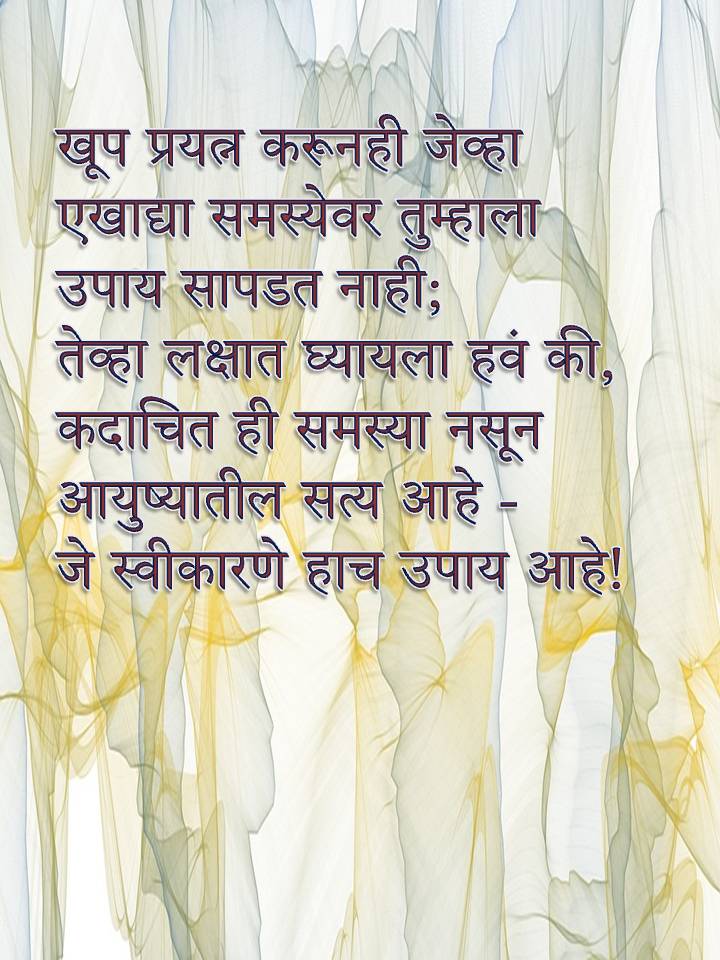 खूप प्रयत्न करूनही जेव्हा
एखाद्या समस्येवर तुम्हाला
उपाय सापडत नाही;
तेव्हा लक्षात घ्यायला हवं की,
कदाचित ही समस्या नसून
आयुष्यातील सत्य आहे -
जे स्वीकारणे हाच उपाय आहे!